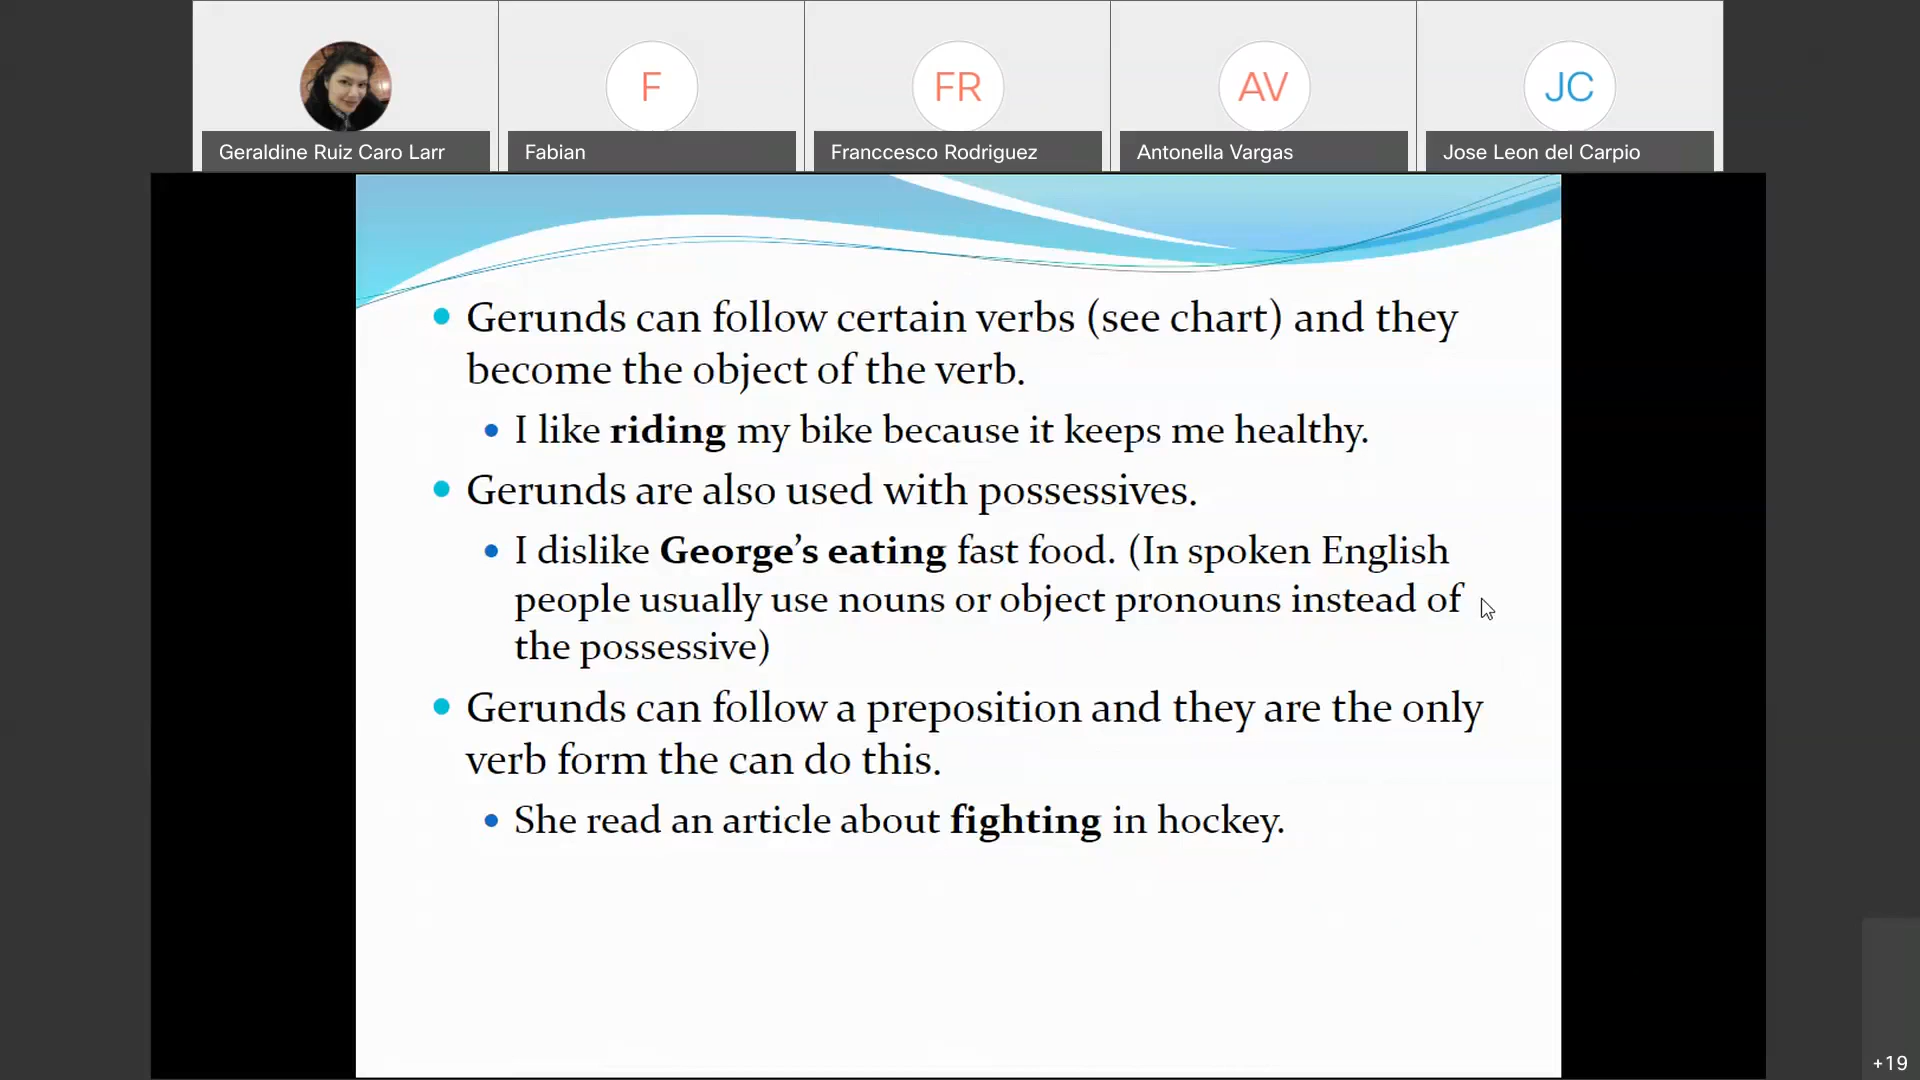 F
FR
AV
JC
Geraldine Ruiz Caro Larr
Fabian
Franccesco Rodriguez
Antonella Vargas
Jose Leon del Carpio
Gerunds can follow certain verbs (see chart) and they
become the object of the verb.
I like riding my bike because it keeps me healthy.
Gerunds are also used with possessives.
I dislike George’s eating fast food. (In spoken English
people usually use nouns or object pronouns instead of
the possessive)
Gerunds can follow a preposition and they are the only
verb form the can do this.
She read an article about fighting in hockey.
+19